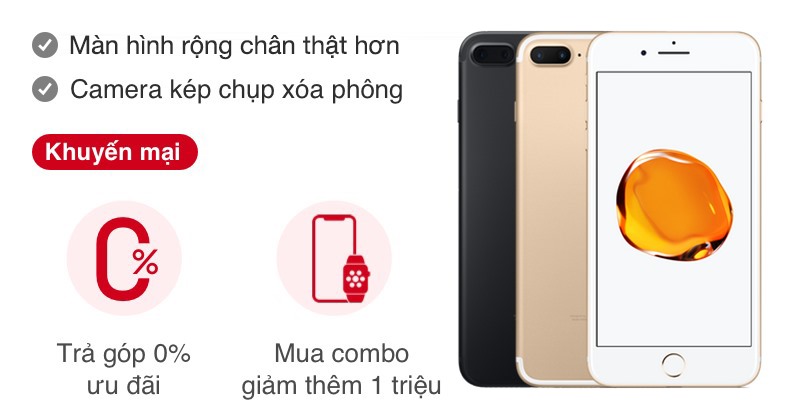 Màn hình rộng chân thật hơn
Camera kép chụp xóa phông
Khuyến mại
0%
Trả góp 0%
ưu đãi
Mua combo
giảm thêm 1 triệu